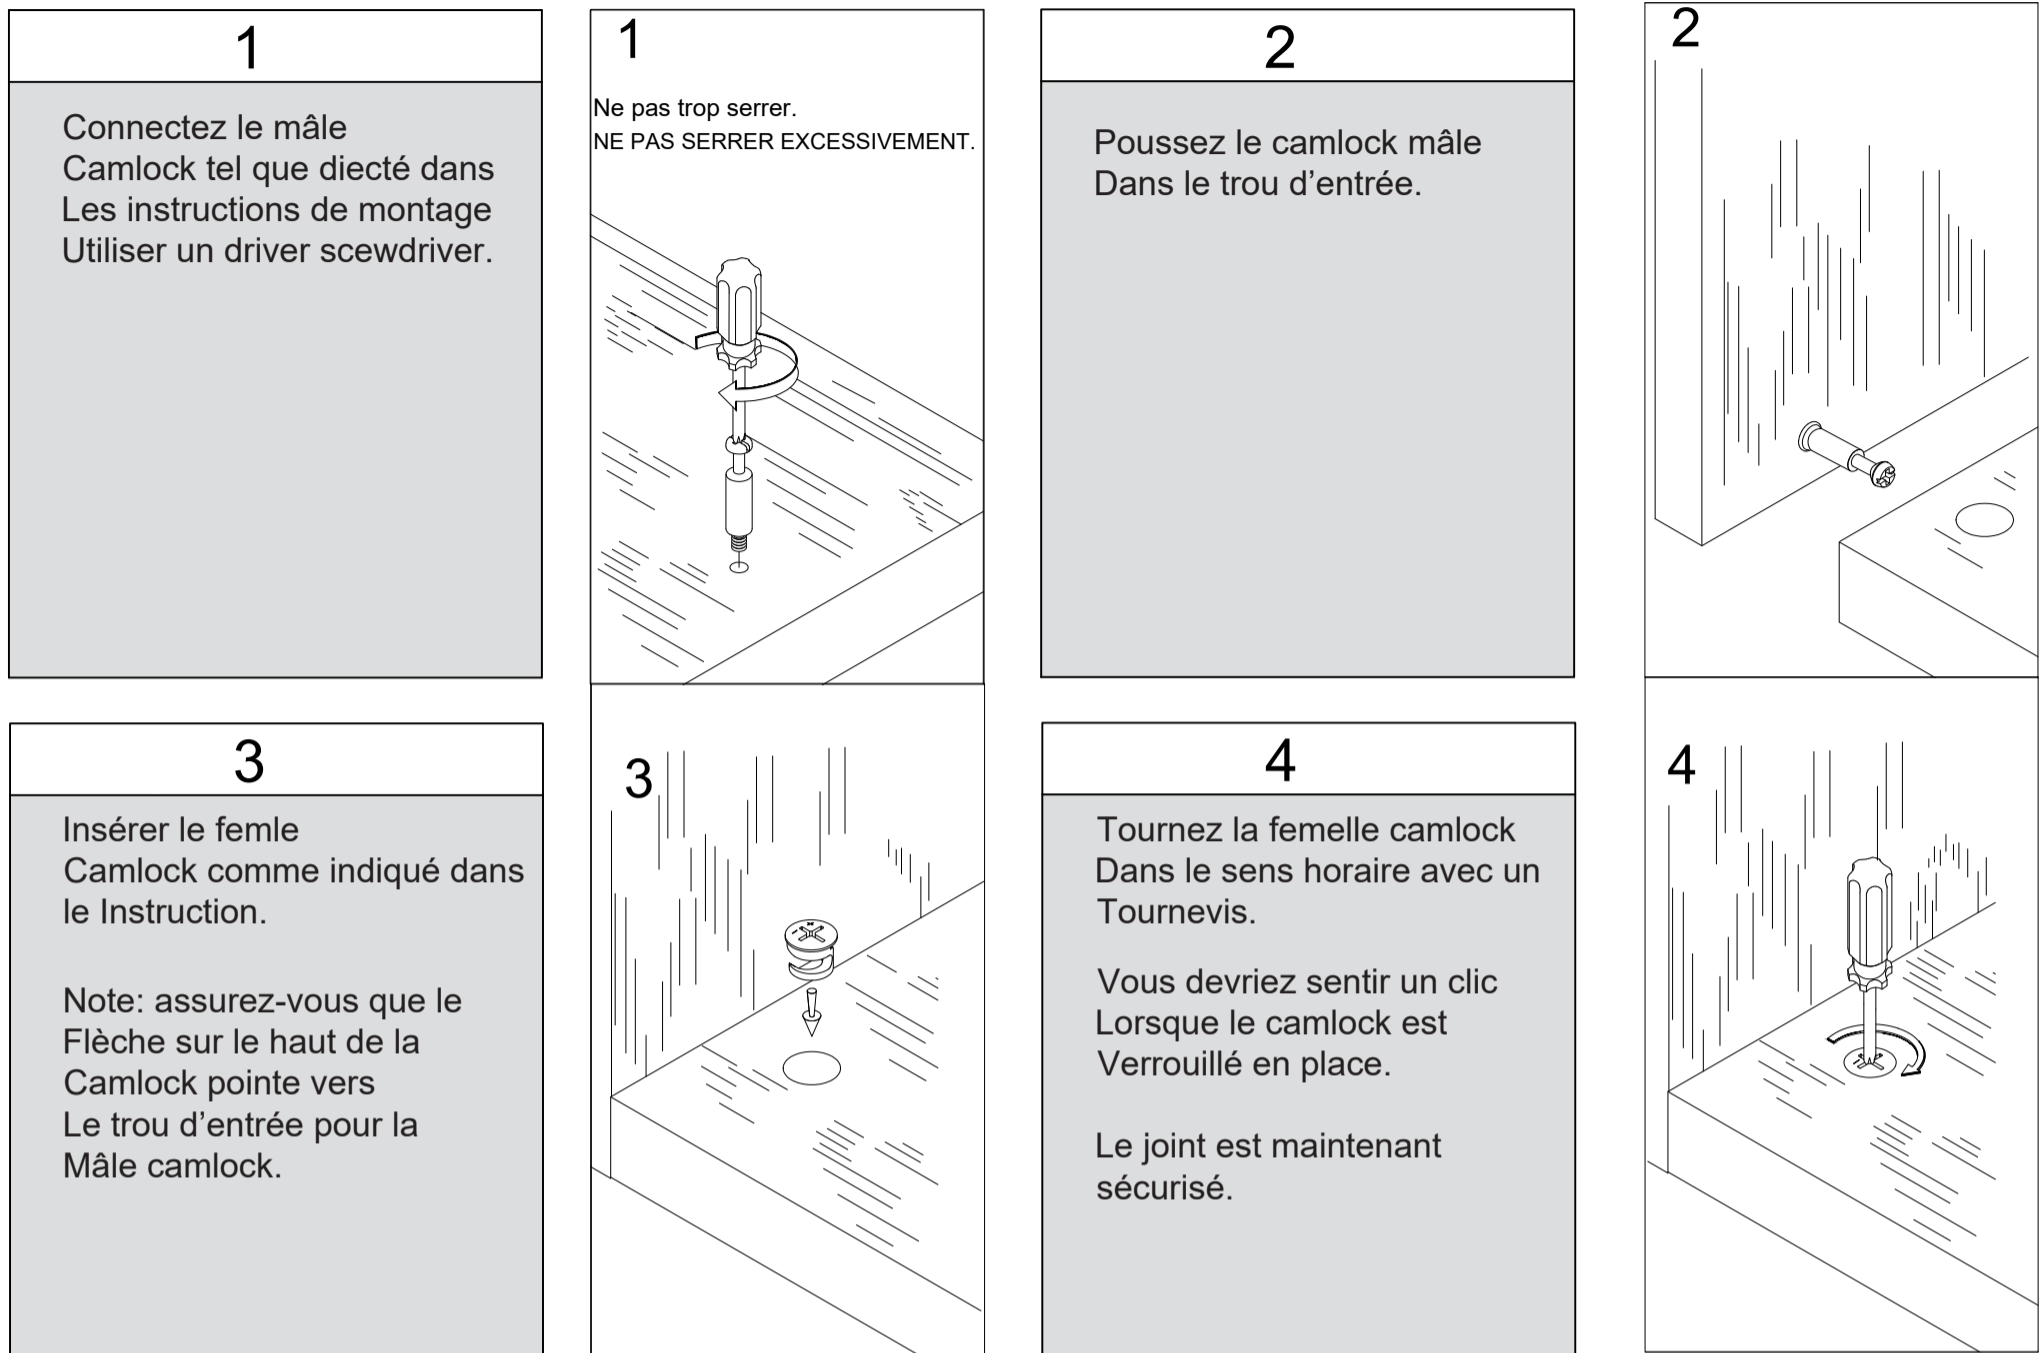 1
Connectez le mâle
Camlock tel que diecté dans
Les instructions de montage
Utiliser un driver scewdriver.
1
Ne pas trop serrer.
NE PAS SERRER EXCESSIVEMENT.
2
Poussez le camlock mâle
Dans le trou d’entrée.
2
3
Insérer le femle
Camlock comme indiqué dans
le Instruction.
Note: assurez-vous que le
Flèche sur le haut de la
Camlock pointe vers
Le trou d’entrée pour la
Mâle camlock.
3
4
Tournez la femelle camlock
Dans le sens horaire avec un
Tournevis.
Vous devriez sentir un clic
Lorsque le camlock est
Verrouillé en place.
Le joint est maintenant
sécurisé.
4